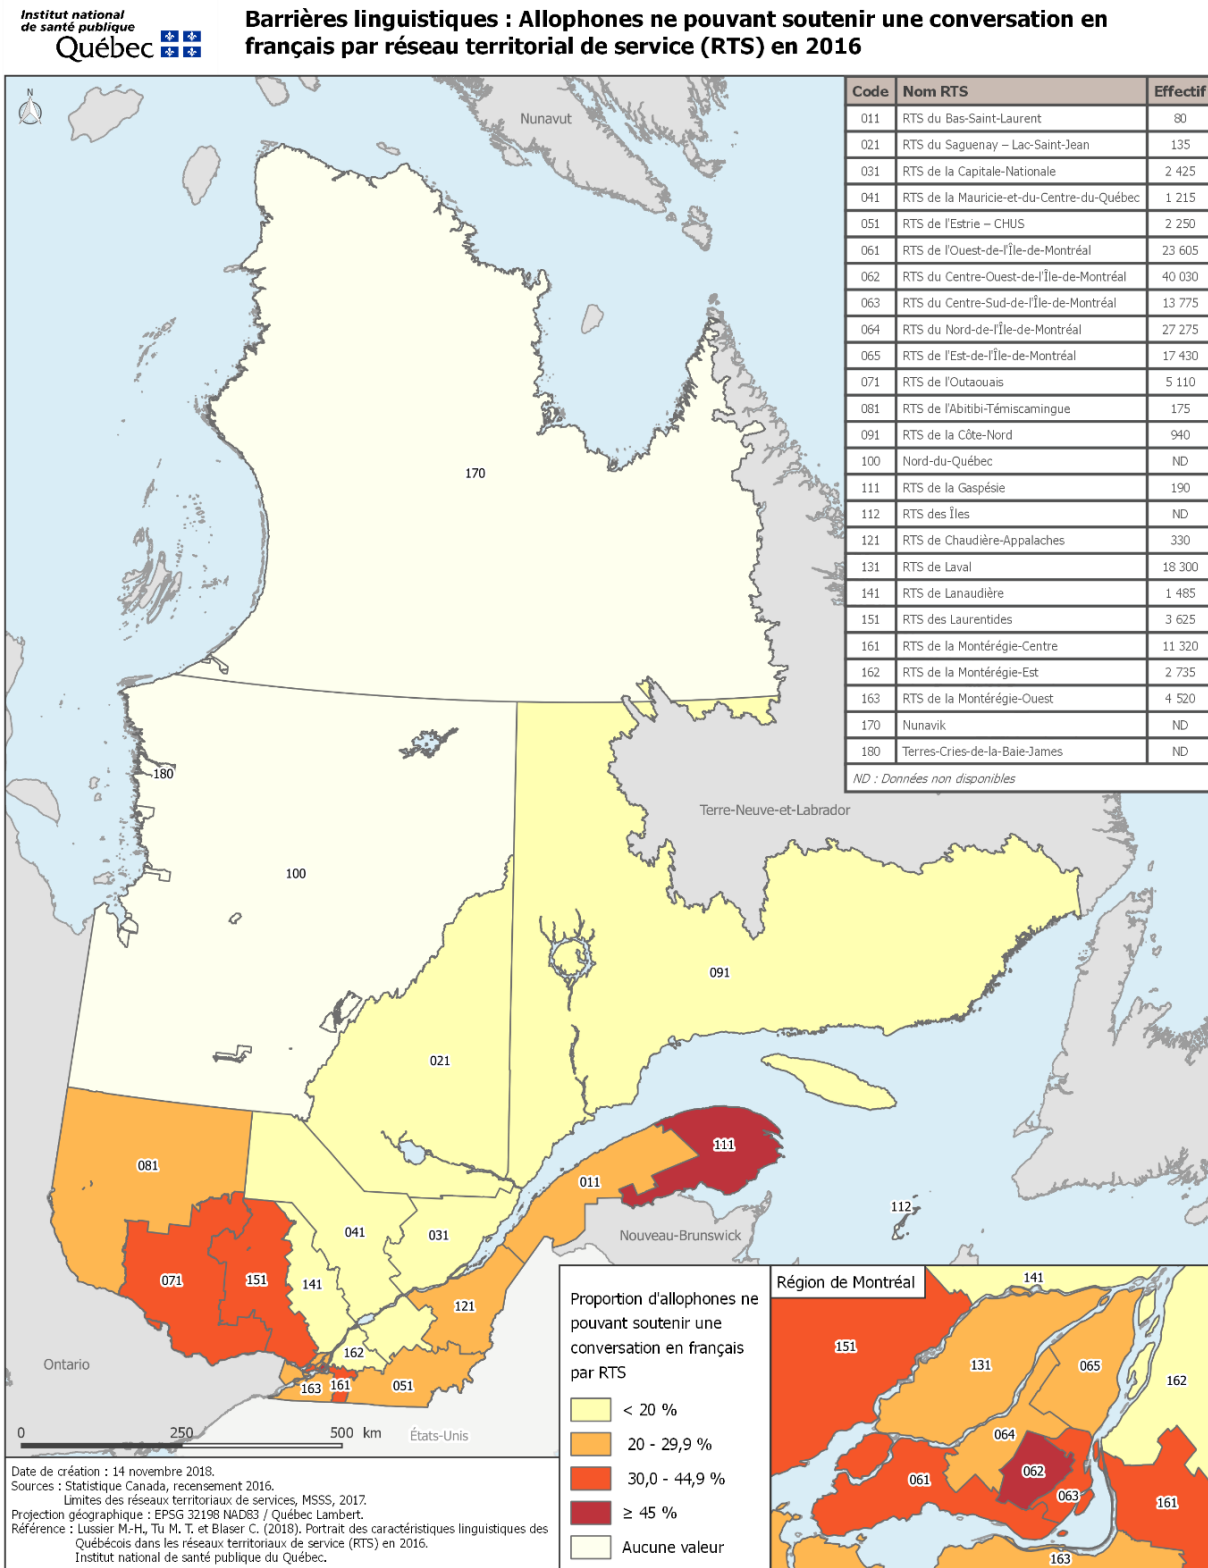 Institut national
de santé publique
Québec
Barrières linguistiques : Allophones ne pouvant soutenir une conversation en
français par réseau territorial de service (RTS) en 2016
Code Nom RTS Effectif
011 RTS du Bas-Saint-Laurent 80
021 RTS du Saguenay – Lac-Saint-Jean 135
031 RTS de la Capitale-Nationale 2 425
041 RTS de la Mauricie-et-du-Centre-du-Québec 1 215
051 RTS de l'Estrie – CHUS 2 250
061 RTS de l'Ouest-de-l'Île-de-Montréal 23 605
062 RTS du Centre-Ouest-de-l'Île-de-Montréal 40 030
063 RTS du Centre-Sud-de-l'Île-de-Montréal 13 775
064 RTS du Nord-de-l'Île-de-Montréal 27 275
065 RTS de l'Est-de-l'Île-de-Montréal 17 430
071 RTS de l'Outaouais 5 110
081 RTS de l'Abitibi-Témiscamingue 175
091 RTS de la Côte-Nord 940
100 Nord-du-Québec ND
111 RTS de la Gaspésie 190
112 RTS des Îles ND
121 RTS de Chaudière-Appalaches 330
131 RTS de Laval 18 300
141 RTS de Lanaudière 1 485
151 RTS des Laurentides 3 625
161 RTS de la Montérégie-Centre 11 320
162 RTS de la Montérégie-Est 2 735
163 RTS de la Montérégie-Ouest 4 520
170 Nunavik ND
180 Terres-Cries-de-la-Baie-James ND
ND : Données non disponibles
N
Nunavut
170
180
Terre-Neuve-et-Labrador
100
091
021
111
081
011
112
041
031
Nouveau-Brunswick
071
151
141
121
162
Ontario
163
161
051
États-Unis
0 250 500 km
Proportion d'allophones ne
pouvant soutenir une
conversation en français
par RTS
< 20 %
20 - 29,9 %
30,0 - 44,9 %
≥ 45 %
Aucune valeur
Région de Montréal
141
151
131
065
162
064
061
062
063
161
163
Date de création : 14 novembre 2018.
Sources : Statistique Canada, recensement 2016.
Limites des réseaux territoriaux de services, MSSS, 2017.
Projection géographique : EPSG 32198 NAD83 / Québec Lambert.
Référence : Lussier M.-H., Tu M. T. et Blaser C. (2018). Portrait des caractéristiques linguistiques des
Québécois dans les réseaux territoriaux de service (RTS) en 2016.
Institut national de santé publique du Québec.